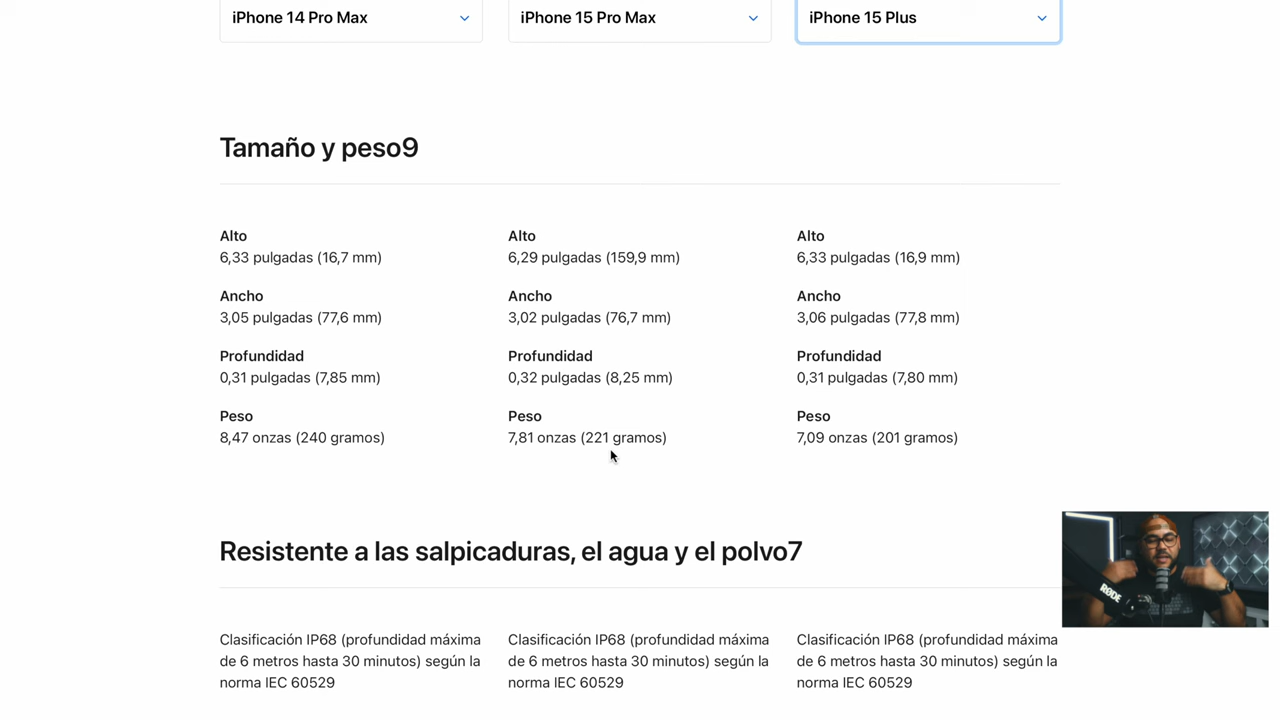 iPhone 14 Pro Max
iPhone 15 Pro Max
iPhone 15 Plus
Tamaño y peso9
Alto
6,33 pulgadas (16,7 mm)
Ancho
3,05 pulgadas (77,6 mm)
Profundidad
0,31 pulgadas (7,85 mm)
Peso
8,47 onzas (240 gramos)
Alto
6,29 pulgadas (159,9 mm)
Ancho
3,02 pulgadas (76,7 mm)
Profundidad
0,32 pulgadas (8,25 mm)
Peso
7,81 onzas (221 gramos)
Alto
6,33 pulgadas (16,9 mm)
Ancho
3,06 pulgadas (77,8 mm)
Profundidad
0,31 pulgadas (7,80 mm)
Peso
7,09 onzas (201 gramos)
Resistente a las salpicaduras, el agua y el polvo7
Clasificación IP68 (profundidad máxima
de 6 metros hasta 30 minutos) según la
norma IEC 60529
Clasificación IP68 (profundidad máxima
de 6 metros hasta 30 minutos) según la
norma IEC 60529
Clasificación IP68 (profundidad máxima
de 6 metros hasta 30 minutos) según la
norma IEC 60529
RØDE